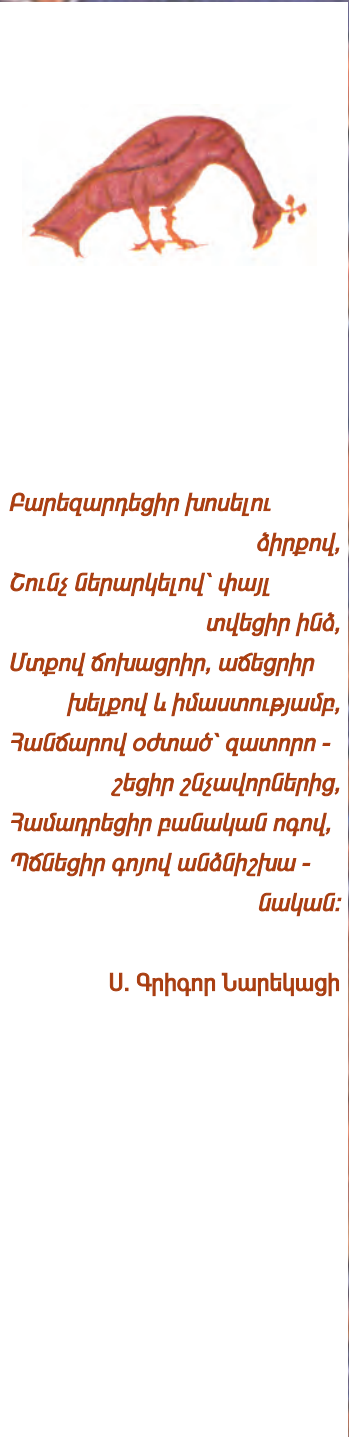 Բարեզարդեցիր խոսելու
ձիրքով,
Շունչ ներարկելով՝ փայլ
տվեցիր ինձ,
Մտքով ճոխացրիր, աճեցրիր
խելքով և իմաստությամբ,
Հանճարով օժտած՝ զատորո -
շեցիր շնչավորներից,
Համադրեցիր բանական ոգով,
Պճնեցիր գոյով անձնիշխա -
նական:
Ս. Գրիգոր Նարեկացի